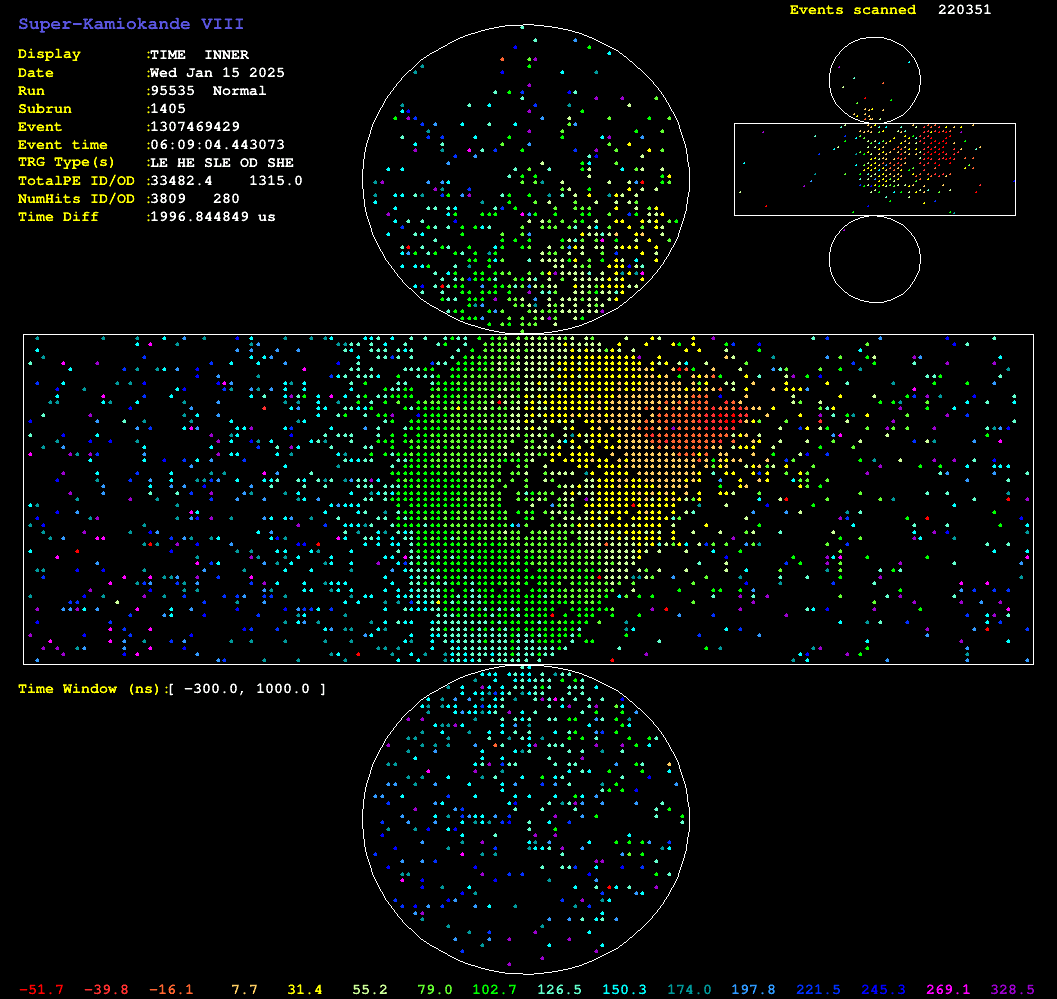 Super-Kamiokande VIII
Events scanned 220351
Display :TIME INNER
Date :Wed Jan 15 2025
Run :95535 Normal
Subrun :1405
Event :1307469429
Event time :06:09:04.443073
TRG Type(s) :LE HE SLE OD SHE
TotalPE ID/OD :33482.4 1315.0
NumHits ID/OD :3809 280
Time Diff :1996.844849 us
Time Window (ns):[ -300.0, 1000.0 ]
-51.7 -39.8 -16.1 7.7 31.4 55.2 79.0 102.7 126.5 150.3 174.0 197.8 221.5 245.3 269.1 328.5